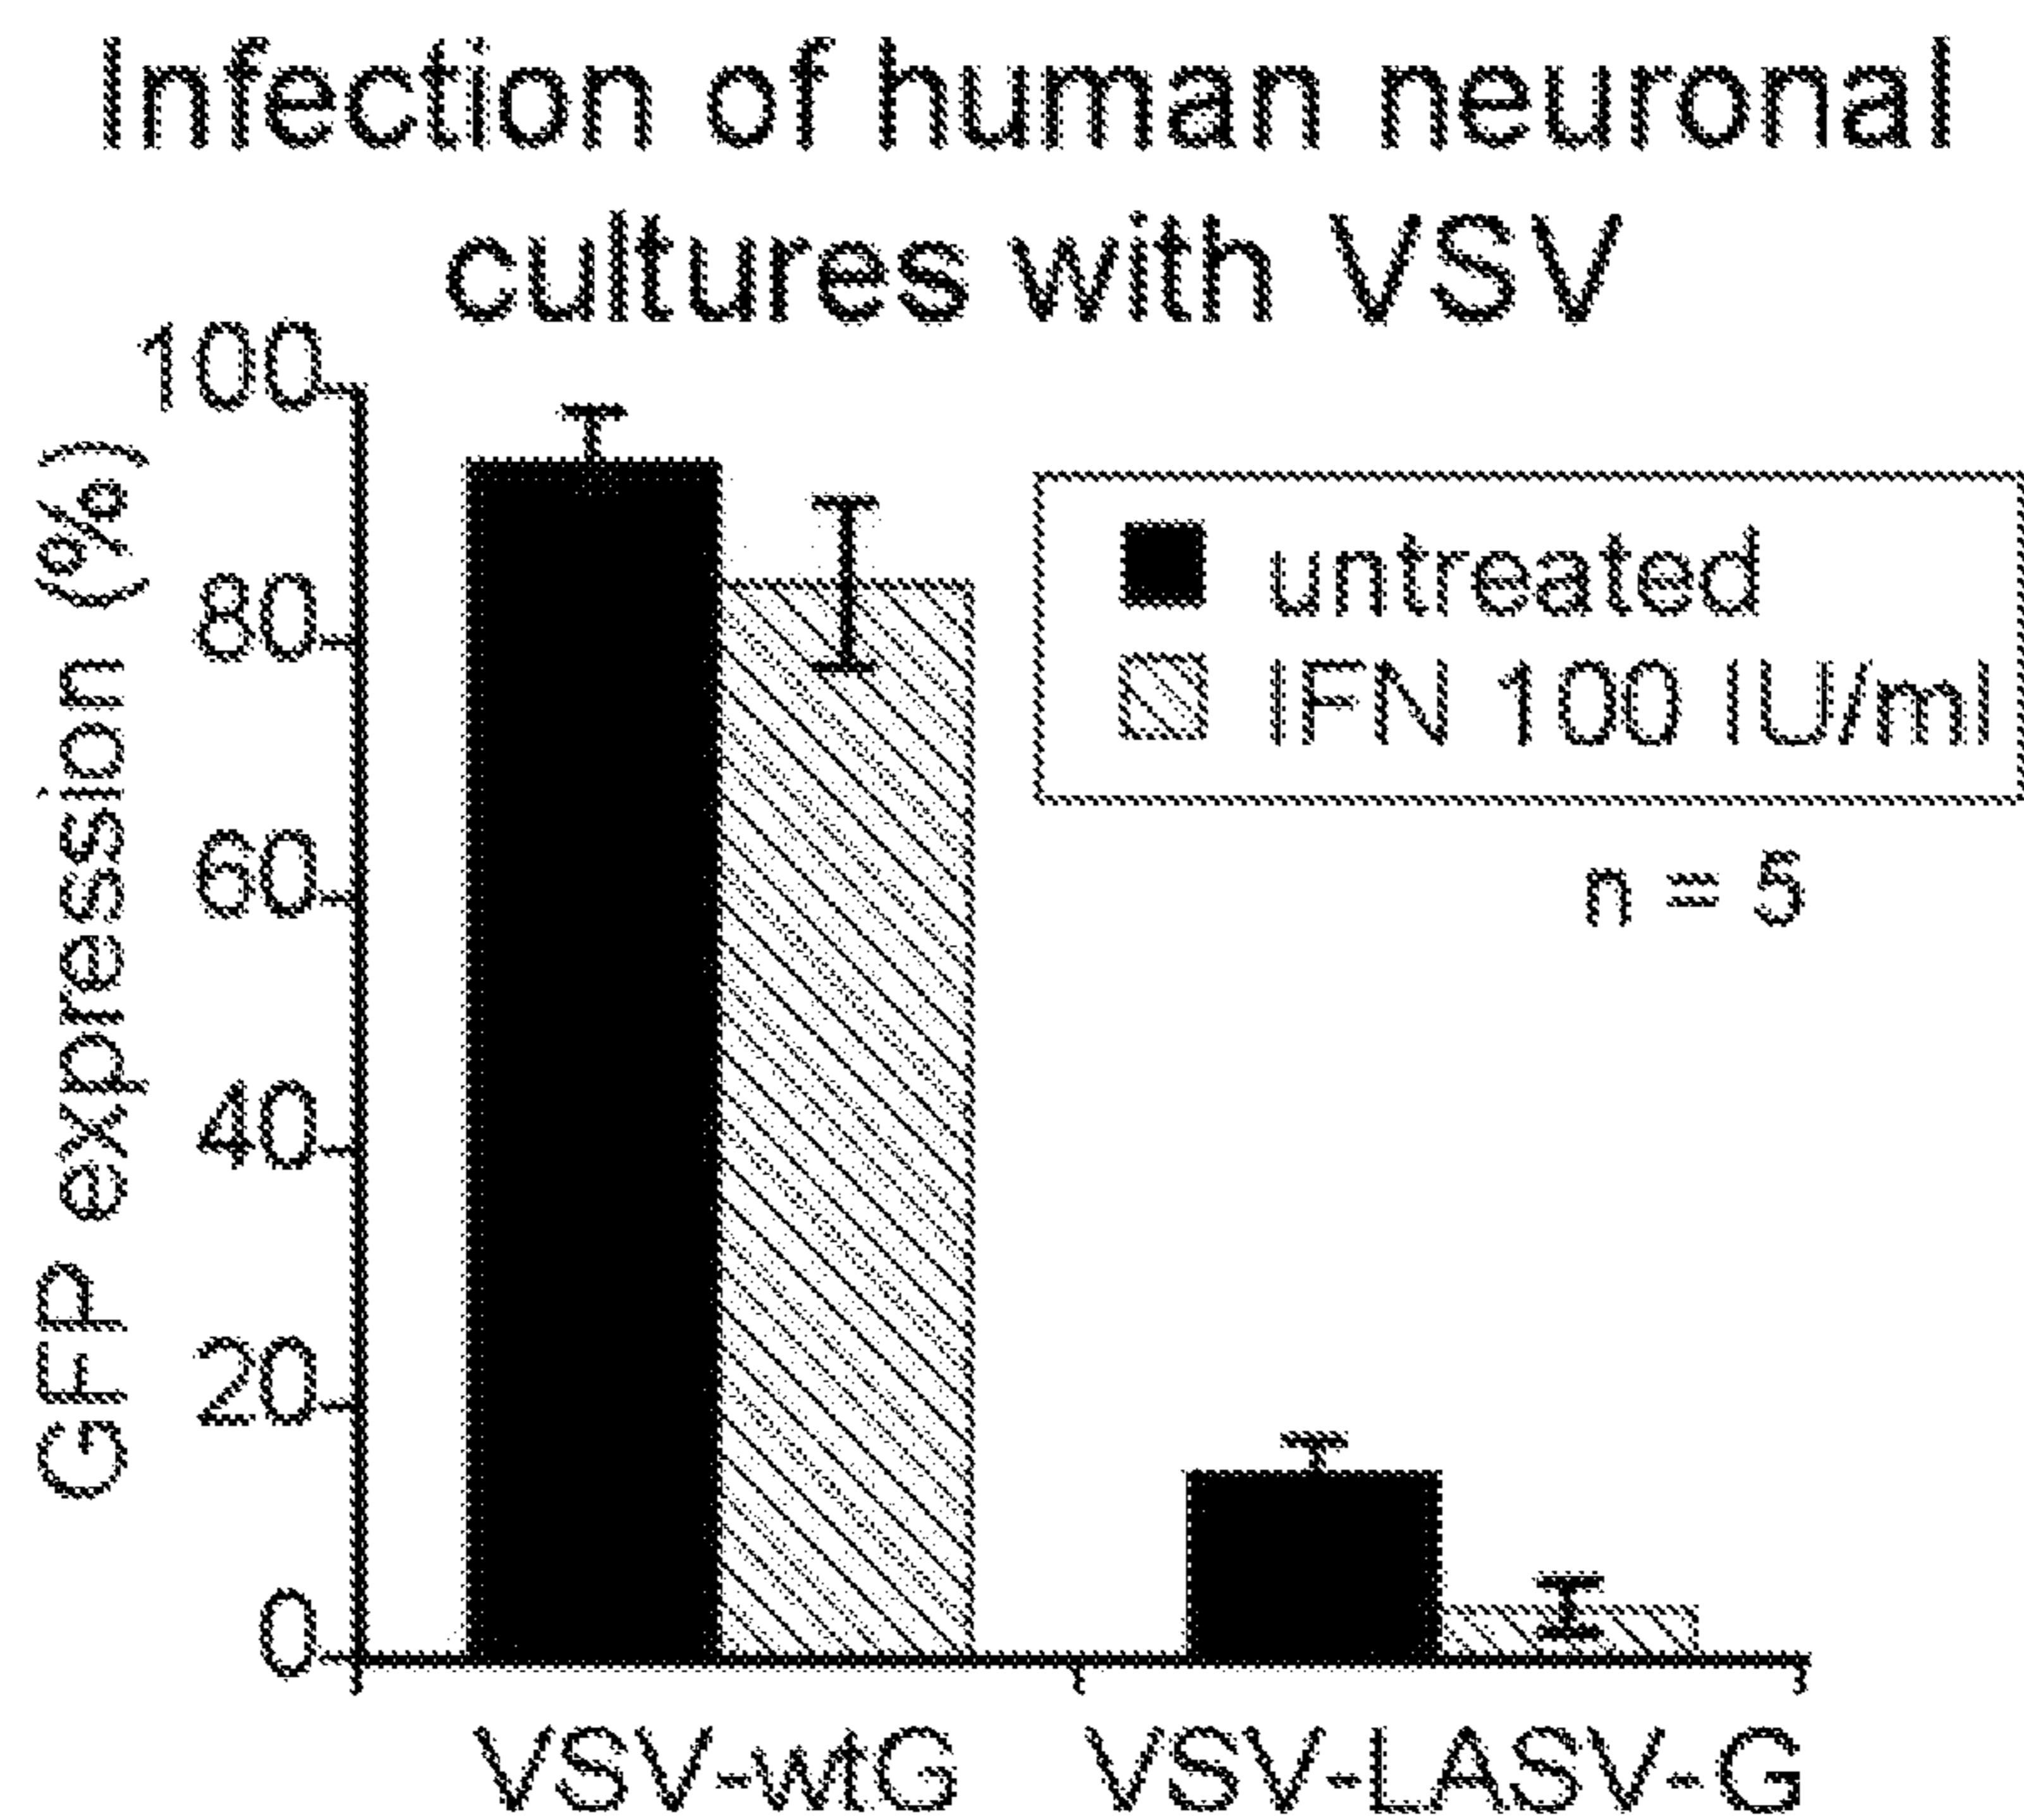 Infection of human neuronal
cultures with VSV
GFP expression (%)
100
80
60
40
20
0
untreated
IFN 100 IU/ml
n = 5
VSV-wtG
VSV-LASV-G